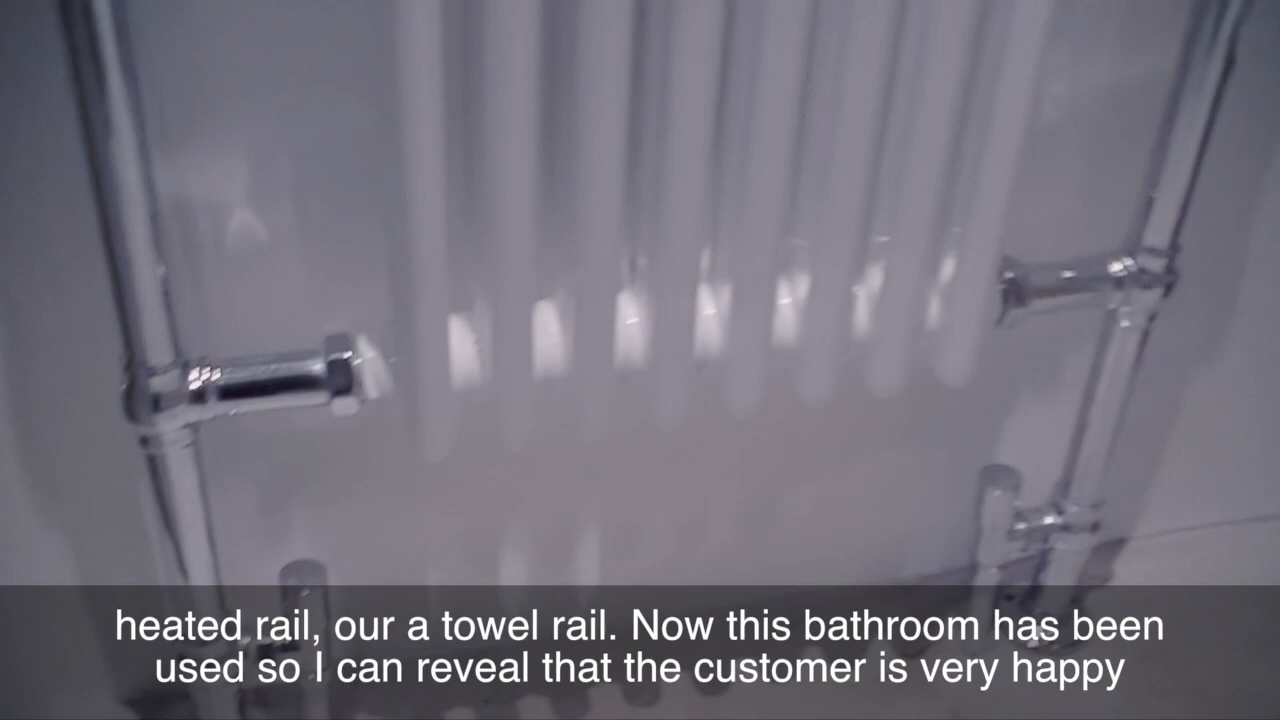 heated rail, our a towel rail. Now this bathroom has been
used so I can reveal that the customer is very happy